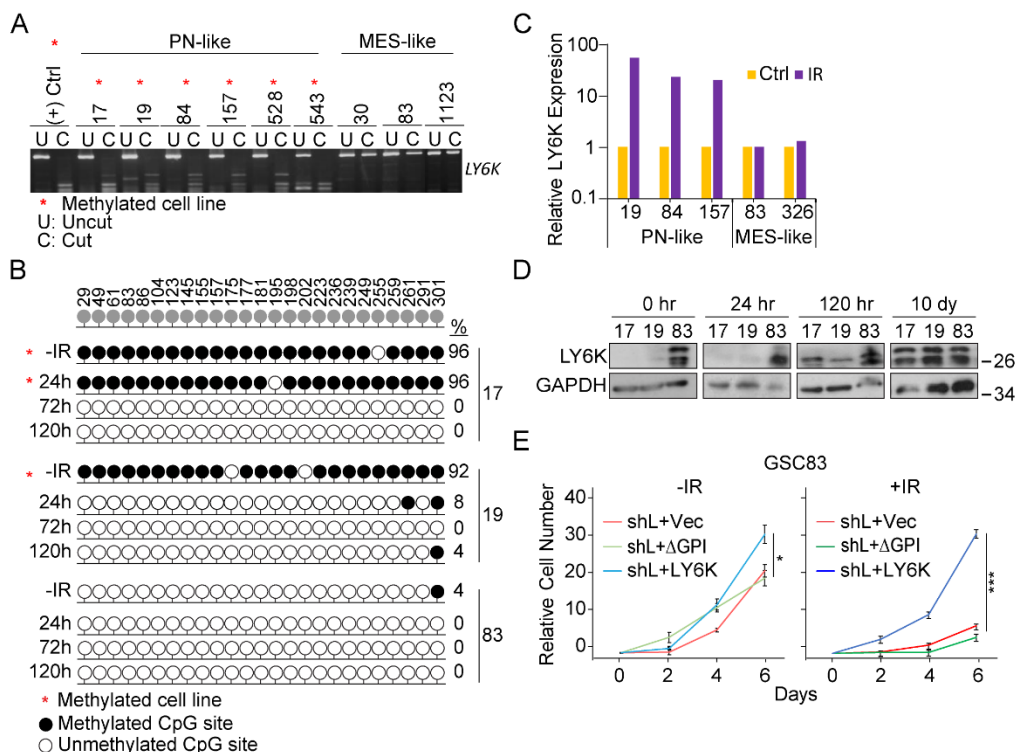 A
*
(+) Ctrl
PN-like
MES-like
* * * * * *
17 19 84 157 528 543 30 83 1123
U C U C U C U C U C U C U C U C U C U C
LY6K
* Methylated cell line
U: Uncut
C: Cut
B
29 49 61 83 86 104 123 145 155 157 175 177 181 195 198 202 223 236 239 249 255 259 261 291 301
%
* -IR 96
* 24h 96
72h 0
120h 0
17
* -IR 92
24h 8
72h 0
120h 4
19
-IR 4
24h 0
72h 0
120h 0
83
* Methylated cell line
Methylated CpG site
Unmethylated CpG site
C
Relative LY6K Expresion
100
10
1
0.1
Ctrl IR
19 84 157 83 326
PN-like MES-like
D
0 hr 24 hr 120 hr 10 dy
17 19 83 17 19 83 17 19 83 17 19 83
LY6K
-26
GAPDH
-34
E
GSC83
-IR +IR
Relative Cell Number
40
30
20
10
0
shL+Vec
shL+ΔGPI
shL+LY6K
*
shL+Vec
shL+ΔGPI
shL+LY6K
***
0 2 4 6 0 2 4 6
Days